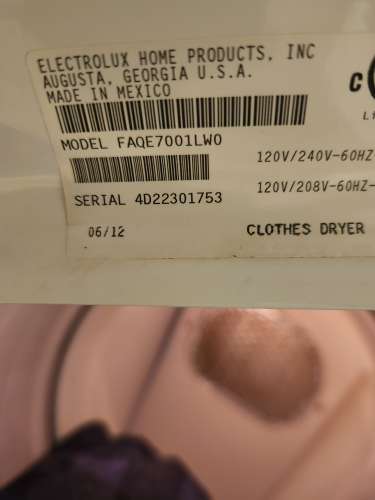 ELECTROLUX HOME PRODUCTS, INC
AUGUSTA, GEORGIA U.S.A.
MADE IN MEXICO
c
MODEL FAQE7001LW0
120V/240V-60HZ
120V/208V-60HZ-
SERIAL 4D22301753
06/12
CLOTHES DRYER